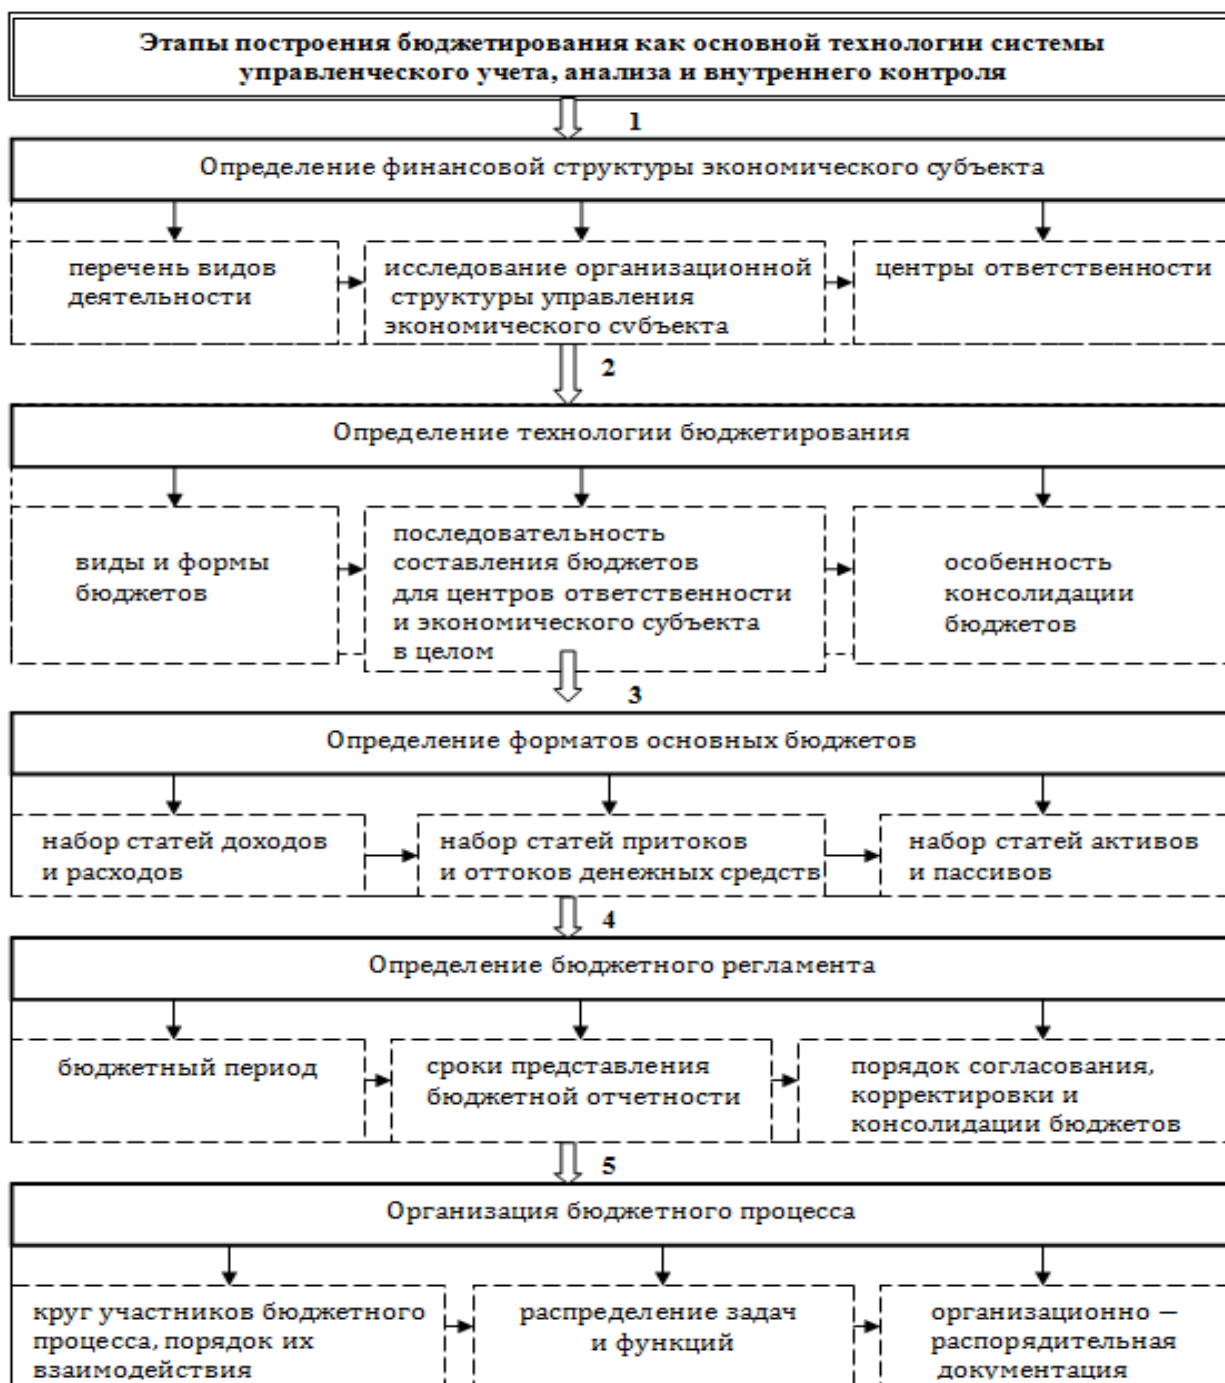 Этапы построения бюджетирования как основной технологии системы
управленческого учета, анализа и внутреннего контроля
1
Определение финансовой структуры экономического субъекта
перечень видов
деятельности
исследование организационной
структуры управления
экономического субъекта
центры ответственности
2
Определение технологии бюджетирования
виды и формы
бюджетов
последовательность
составления бюджетов
для центров ответственности
и экономического субъекта
в целом
особенность
консолидации
бюджетов
3
Определение форматов основных бюджетов
набор статей доходов
и расходов
набор статей притоков
и оттоков денежных средств
набор статей активов
и пассивов
4
Определение бюджетного регламента
бюджетный период
сроки представления
бюджетной отчетности
порядок согласования,
корректировки и
консолидации бюджетов
5
Организация бюджетного процесса
круг участников бюджетного
процесса, порядок их
взаимодействия
распределение задач
и функций
организационно –
распорядительная
документация